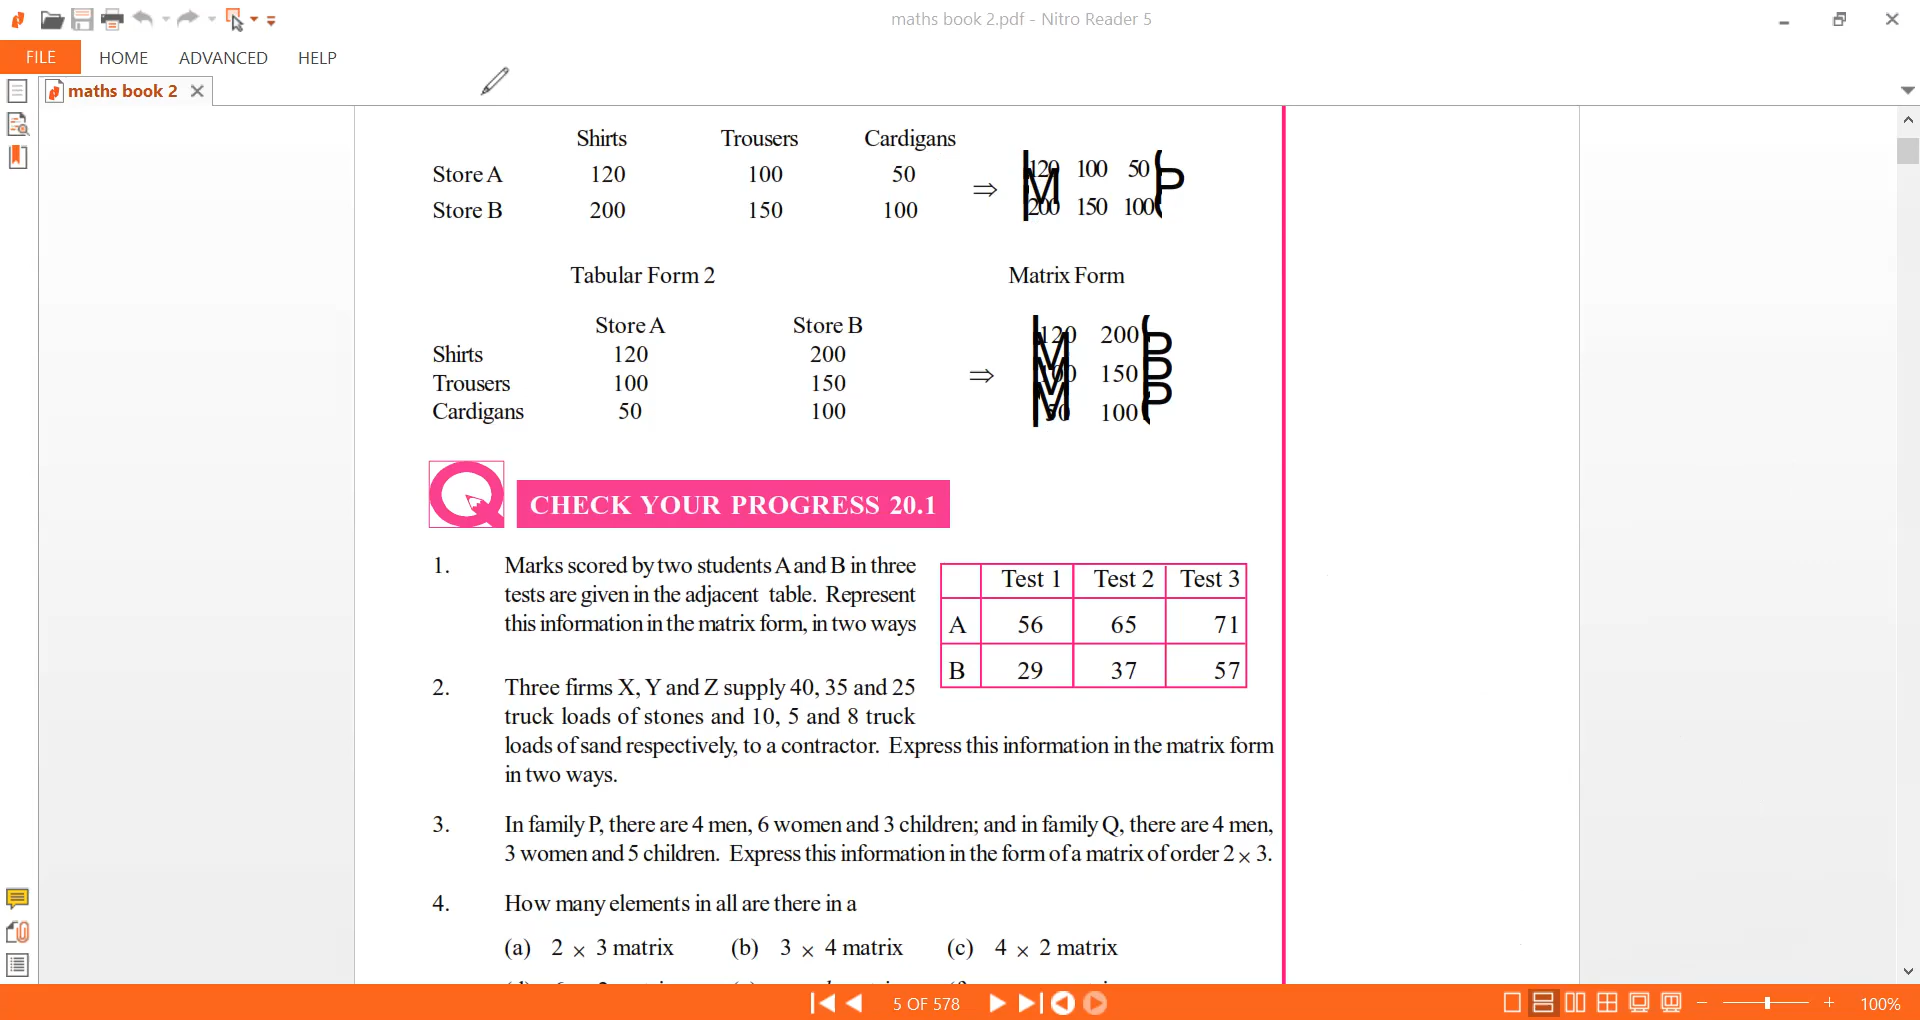 maths book 2.pdf - Nitro Reader 5
FILE HOME ADVANCED HELP
maths book 2
Shirts Trousers Cardigans
Store A 120 100 50 ⇒ 120 100 50
Store B 200 150 100 200 150 100
Tabular Form 2 Matrix Form
Store A Store B
Shirts 120 200 120 200
Trousers 100 150 ⇒ 100 150
Cardigans 50 100 50 100
CHECK YOUR PROGRESS 20.1
1. Marks scored by two students A and B in three
tests are given in the adjacent table. Represent
this information in the matrix form, in two ways
Test 1 Test 2 Test 3
A 56 65 71
B 29 37 57
2. Three firms X, Y and Z supply 40, 35 and 25
truck loads of stones and 10, 5 and 8 truck
loads of sand respectively, to a contractor. Express this information in the matrix form
in two ways.
3. In family P, there are 4 men, 6 women and 3 children; and in family Q, there are 4 men,
3 women and 5 children. Express this information in the form of a matrix of order 2 × 3.
4. How many elements in all are there in a
(a) 2 × 3 matrix (b) 3 × 4 matrix (c) 4 × 2 matrix
5 OF 578
100%